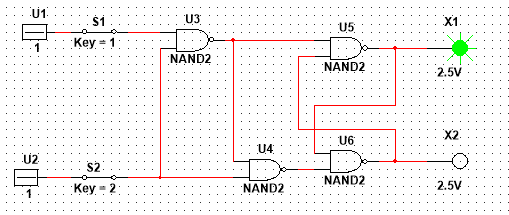 U1
S1
U3
U5
X1
1
Key = 1
NAND2
NAND2
2.5V
U2
S2
U4
U6
X2
1
Key = 2
NAND2
NAND2
2.5V